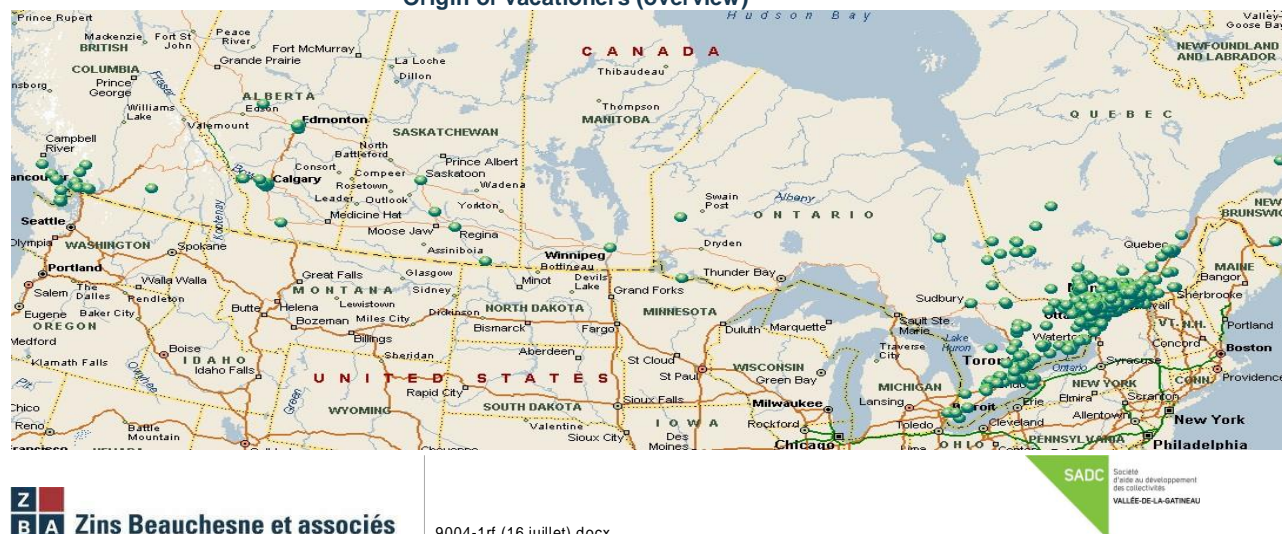 Origin of vacationers (overview)
Hudson Bay
Prince Rupert
Mackenzie
Fort St John
Peace River
Fort McMurray
CANADA
Valley-Goose Bay
BRITISH COLUMBIA
Grande Prairie
La Loche
Dillon
Thibaudeau
NEWFOUNDLAND AND LABRADOR
Prince George
Fraser
Williams Lake
ALBERTA
Edson
Edmonton
Valemount
SASKATCHEWAN
Thompson
MANITOBA
QUEBEC
Campbell River
North Battleford
Prince Albert
Saskatoon
Consort
Compeer
Wadena
Calgary
Rosetown
Leader
Outlook
Yorkton
Swain Post
Albany
ONTARIO
Medicine Hat
Moose Jaw
Regina
Kootenay
Seattle
Olympia
WASHINGTON
Spokane
Assiniboia
Winnipeg
Bottineau
Dryden
Thunder Bay
Quebec
MAINE
Bangor
Portland
Walla Walla
Great Falls
Glasgow
MONTANA
Sidney
Lewistown
Minot
Devils Lake
Grand Forks
Sudbury
Sault Ste. Marie
Sherbrooke
Salem
The Dalles
Pendleton
Butte
Helena
Dickinson
NORTH DAKOTA
MINNESOTA
Duluth
Marquette
VT.
N.H.
Portland
Eugene
Baker City
OREGON
Bozeman
Miles City
Billings
Bismarck
Fargo
Traverse City
Lake Huron
Concord
Boston
Medford
Boise
Sheridan
Aberdeen
St Cloud
WISCONSIN
Green Bay
Syracuse
Klamath Falls
IDAHO
Idaho Falls
Owyhee
UNITED STATES
Rapid City
St Paul
MICHIGAN
Ontario
NEW YORK
CONN.
Providence
Green
WYOMING
SOUTH DAKOTA
Sioux Falls
Milwaukee
Lansing
Erie
Elmira
Scranton
Chico
Reno
Battle Mountain
Valentine
Sioux City
IOWA
Des Moines
Rockford
Chicago
Toledo
Cleveland
OHIO
Allentown
PENNSYLVANIA
New York
Philadelphia
ZBA Zins Beauchesne et associés
9004-1rf (16 juillet).docx
SADC
Société
d'aide au développement
des collectivités
VALLÉE-DE-LA-GATINEAU